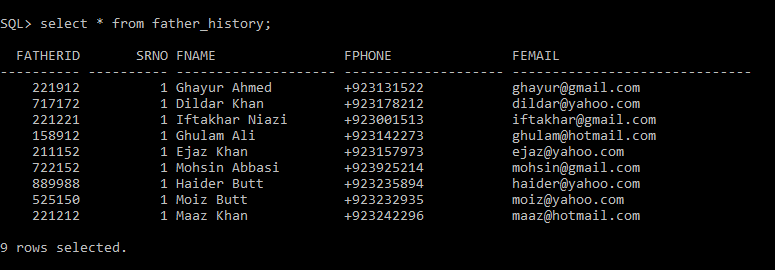 SQL> select * from father_history;
FATHERID SRNO FNAME FPHONE FEMAIL
---------- ---------- -------------------- -------------------- ------------------------------
221912 1 Ghayur Ahmed +923131522 ghayur@gmail.com
717172 1 Dildar Khan +923178212 dildar@yahoo.com
221221 1 Iftakhar Niazi +923001513 iftakhar@gmail.com
158912 1 Ghulam Ali +923142273 ghulam@hotmail.com
211152 1 Ejaz Khan +923157973 ejaz@yahoo.com
722152 1 Mohsin Abbasi +923925214 mohsin@gmail.com
889988 1 Haider Butt +923235894 haider@yahoo.com
525150 1 Moiz Butt +923232935 moiz@yahoo.com
221212 1 Maaz Khan +923242296 maaz@hotmail.com
9 rows selected.